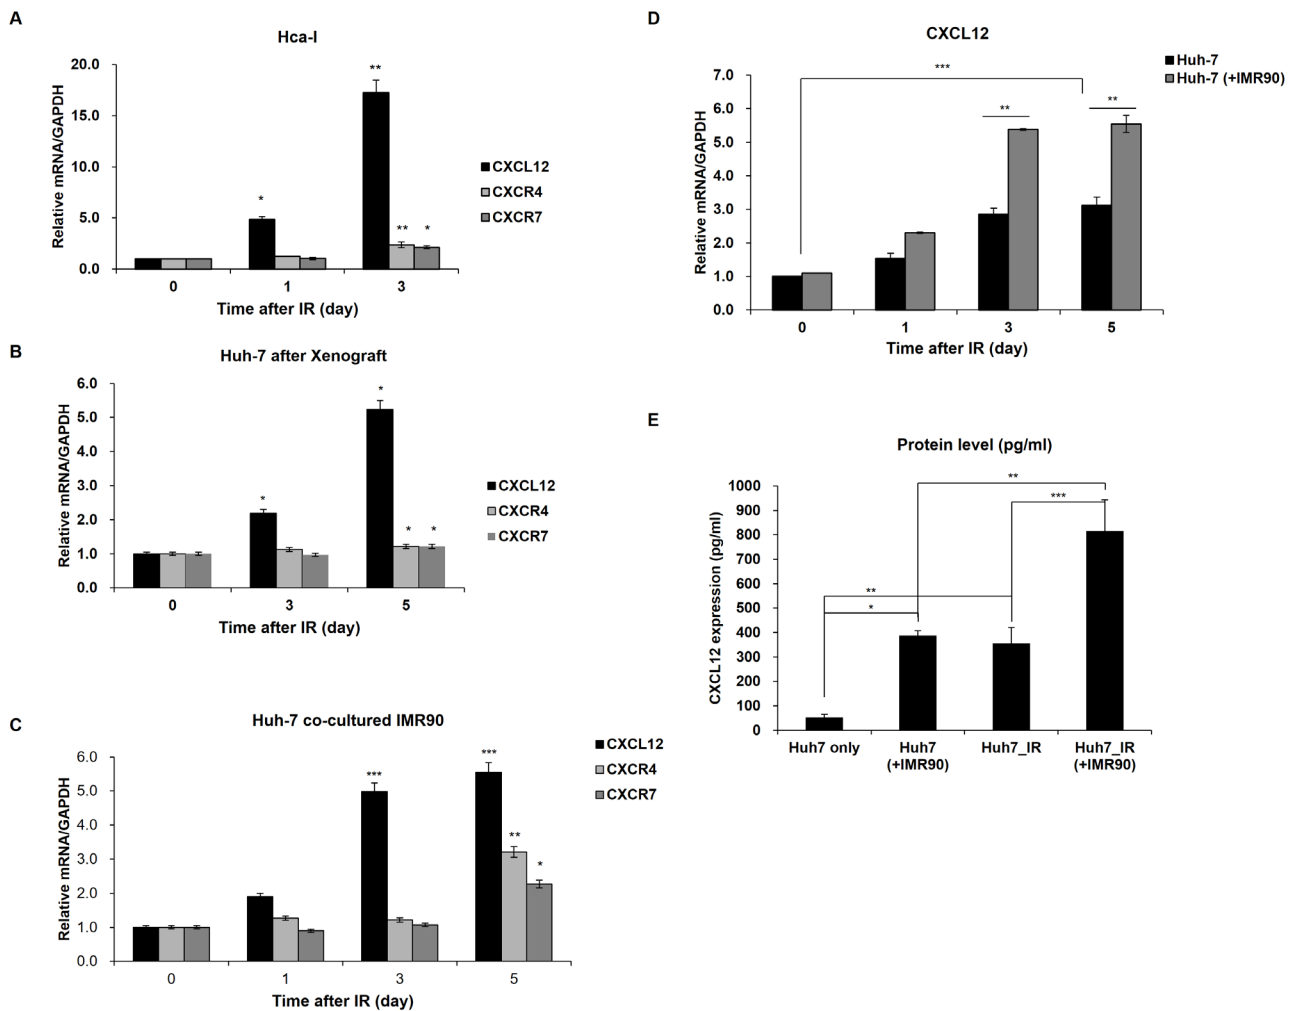 A
Hca-I
Relative mRNA/GAPDH
20.0
15.0
10.0
5.0
0.0
**
*
** *
0 1 3
Time after IR (day)
CXCL12
CXCR4
CXCR7
B
Huh-7 after Xenograft
Relative mRNA/GAPDH
6.0
5.0
4.0
3.0
2.0
1.0
0.0
*
*
* *
0 3 5
Time after IR (day)
CXCL12
CXCR4
CXCR7
C
Huh-7 co-cultured IMR90
Relative mRNA/GAPDH
6.0
5.0
4.0
3.0
2.0
1.0
0.0
***
***
**
*
0 1 3 5
Time after IR (day)
CXCL12
CXCR4
CXCR7
D
CXCL12
Relative mRNA/GAPDH
7.0
6.0
5.0
4.0
3.0
2.0
1.0
0.0
***
**
**
0 1 3 5
Time after IR (day)
Huh-7
Huh-7 (+IMR90)
E
Protein level (pg/ml)
CXCL12 expression (pg/ml)
1000
900
800
700
600
500
400
300
200
100
0
**
***
**
*
Huh7 only
Huh7
(+IMR90)
Huh7_IR
Huh7_IR
(+IMR90)